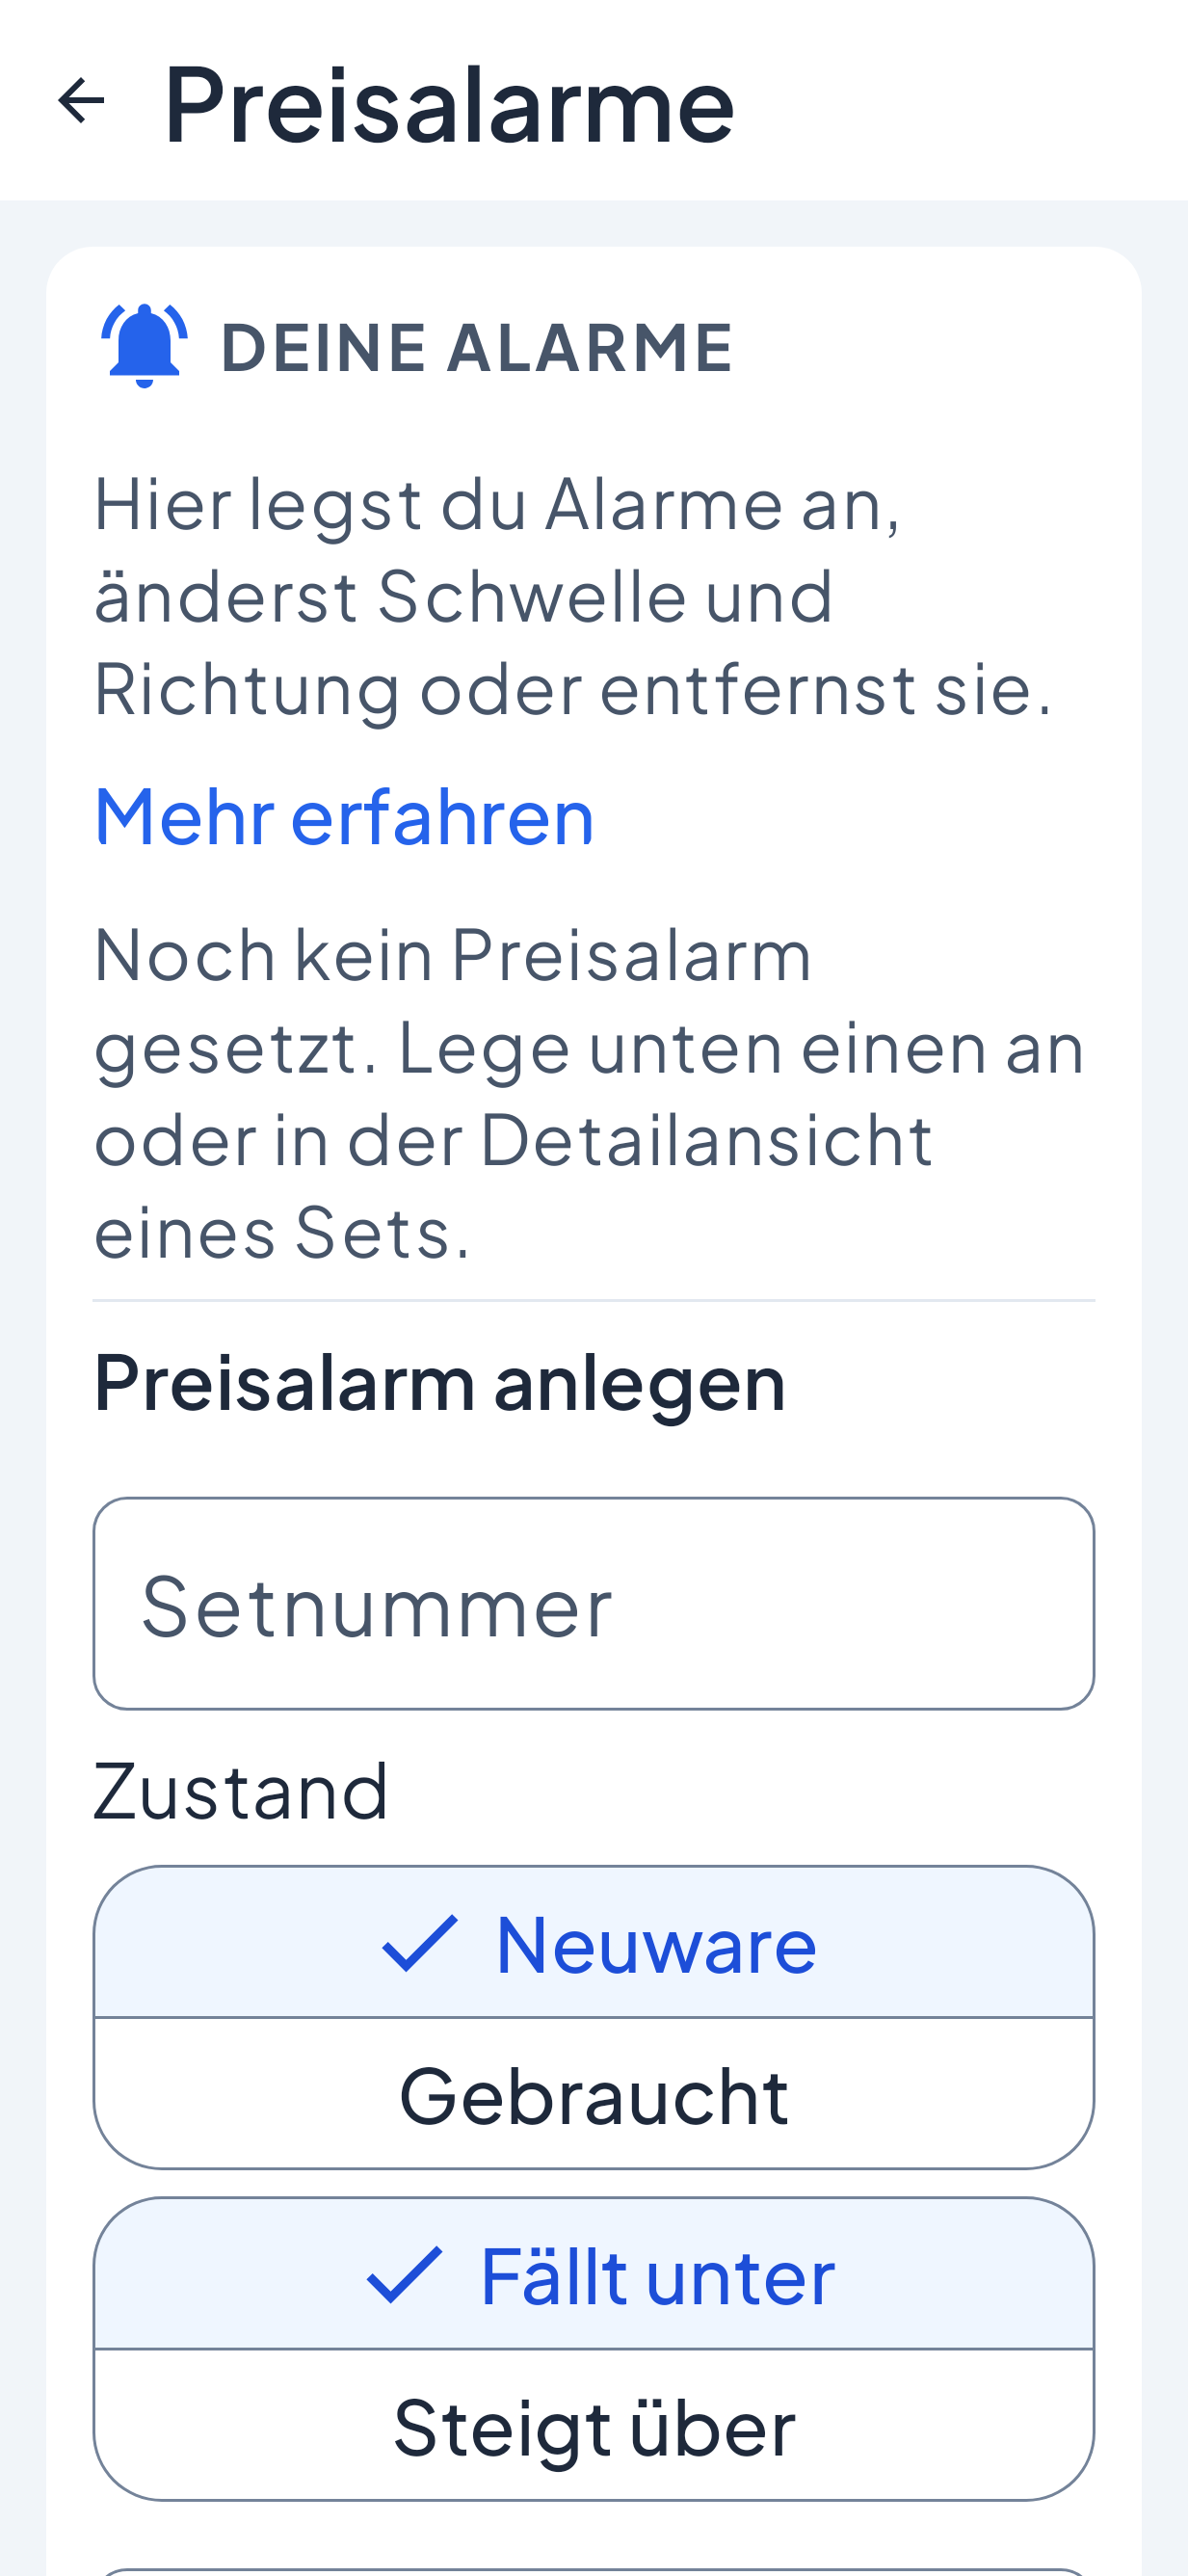 Preisalarme
DEINE ALARME
Hier legst du Alarme an,
änderst Schwelle und
Richtung oder entfernst sie.
Mehr erfahren
Noch kein Preisalarm
gesetzt. Lege unten einen an
oder in der Detailansicht
eines Sets.
Preisalarm anlegen
Setnummer
Zustand
Neuware
Gebraucht
Fällt unter
Steigt über